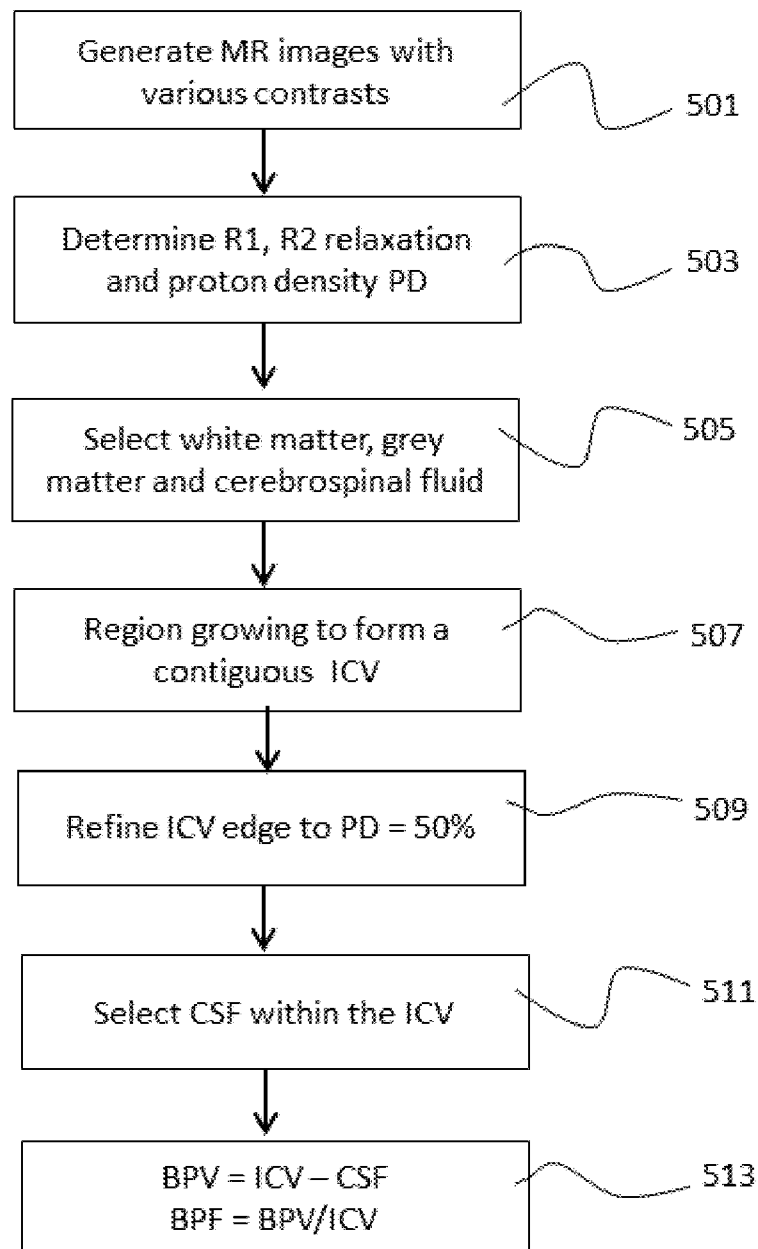 Generate MR images with
various contrasts
501
Determine R1, R2 relaxation
and proton density PD
503
Select white matter, grey
matter and cerebrospinal fluid
505
Region growing to form a
contiguous ICV
507
Refine ICV edge to PD = 50%
509
Select CSF within the ICV
511
BPV = ICV – CSF
BPF = BPV/ICV
513